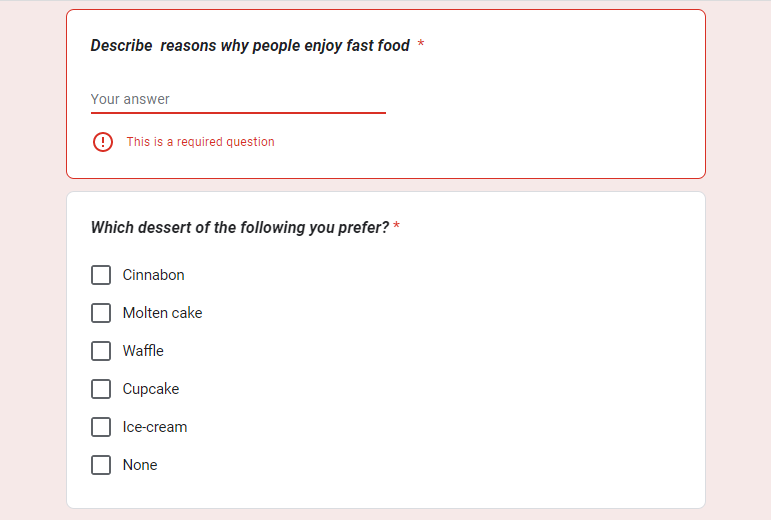 Describe  reasons why people enjoy fast food *
Your answer
This is a required question
Which dessert of the following you prefer? *
Cinnabon
Molten cake
Waffle
Cupcake
Ice-cream
None